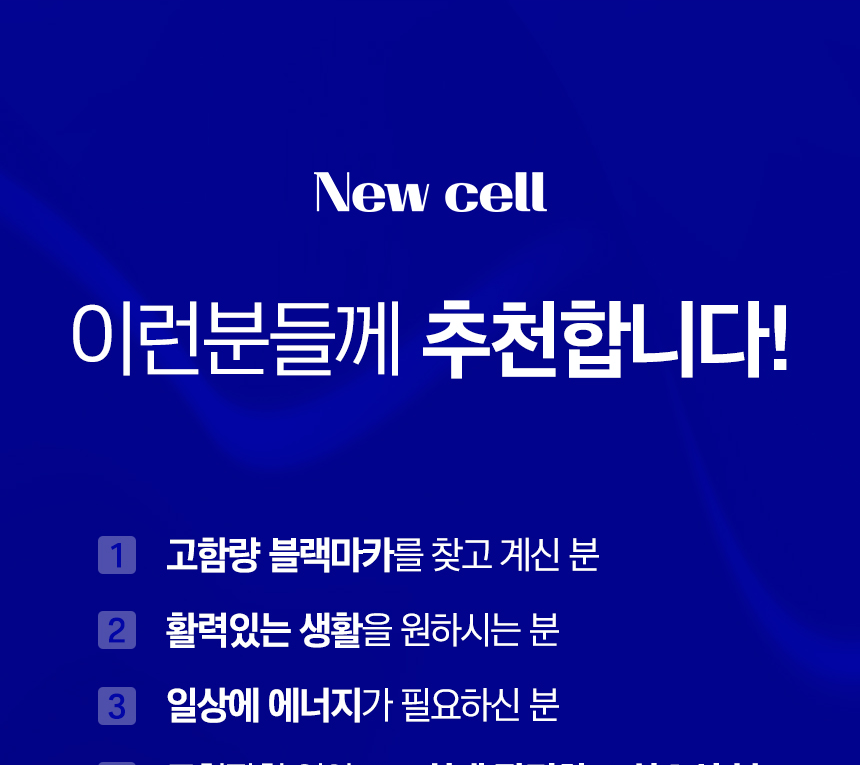 New cell
이런분들께 추천합니다!
1 고함량 블랙마카를 찾고 계신 분
2 활력있는 생활을 원하시는 분
3 일상에 에너지가 필요하신 분